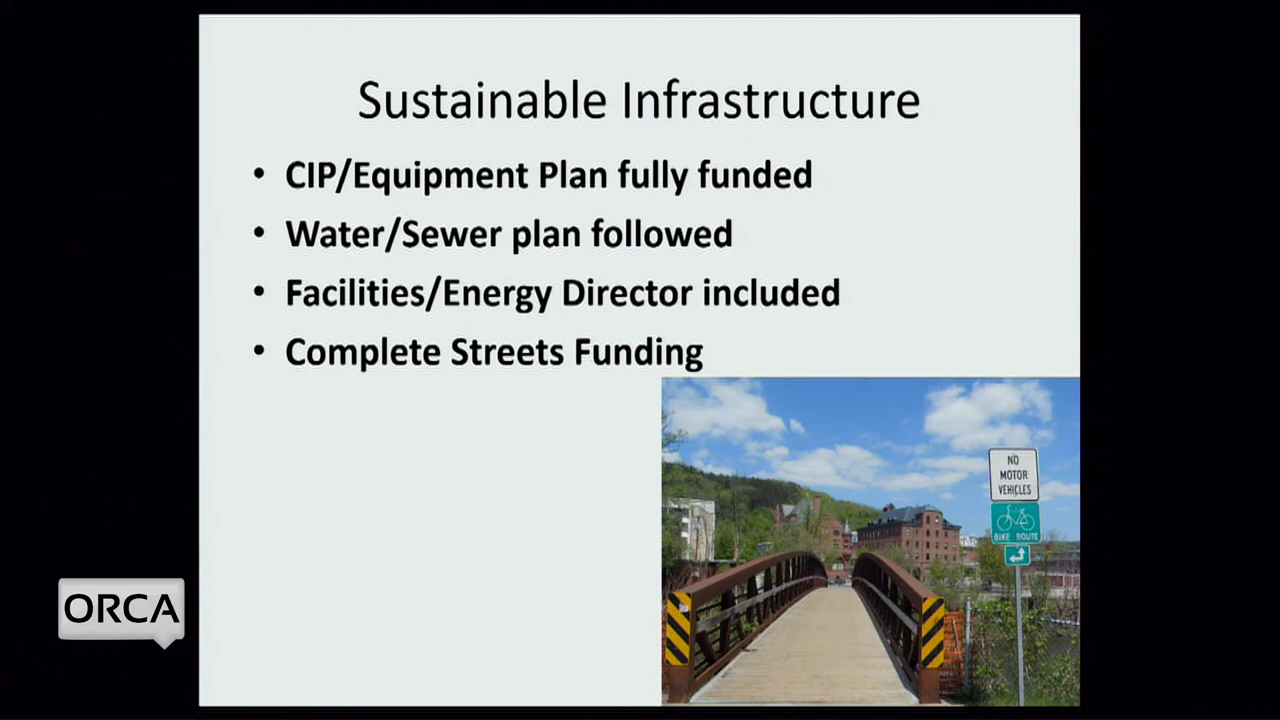 Sustainable Infrastructure
• CIP/Equipment Plan fully funded
• Water/Sewer plan followed
• Facilities/Energy Director included
• Complete Streets Funding
NO
MOTOR
VEHICLES
BIKE ROUTE
ORCA